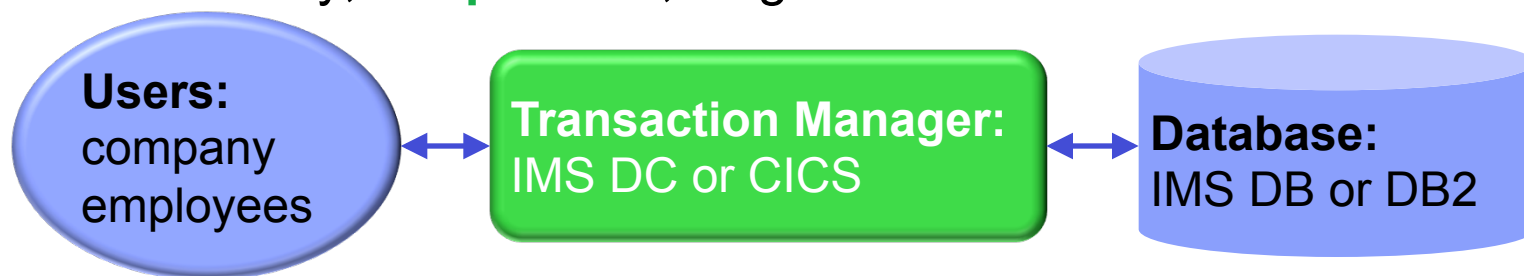 Users:
company
employees
Transaction Manager:
IMS DC or CICS
Database:
IMS DB or DB2